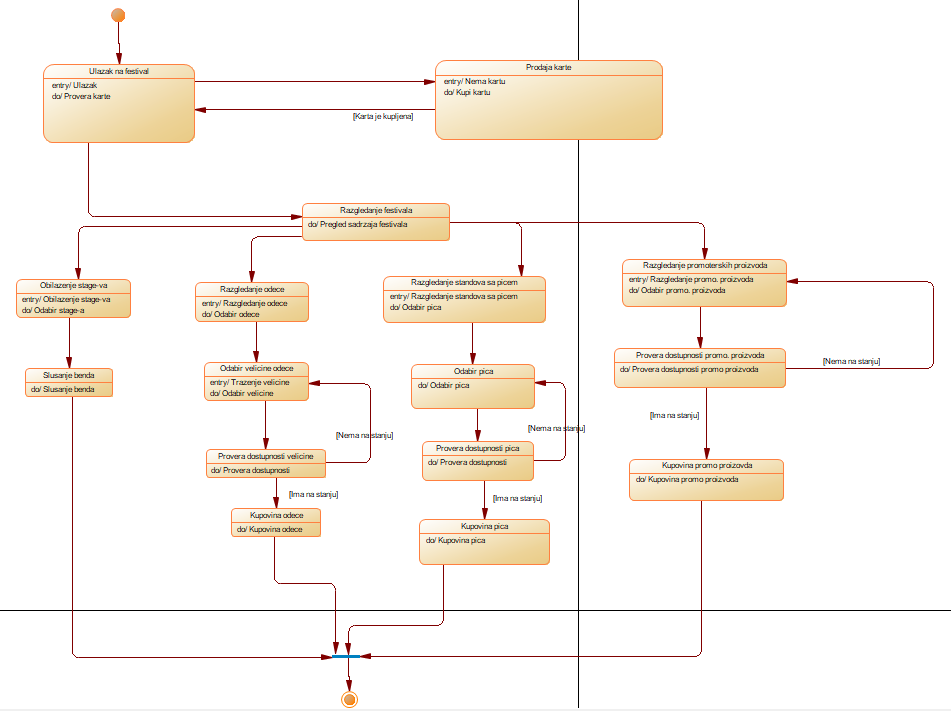 Ulazak na festival
entry/ Ulazak
do/ Provera karte
Prodaja karte
entry/ Nema kartu
do/ Kupi kartu
[Karta je kupljena]
Razgledanje festivala
do/ Pregled sadrzaja festivala
Obilazenje stage-va
entry/ Obilazenje stage-va
do/ Odabir stage-a
Razgledanje odece
entry/ Razgledanje odece
do/ Odabir odece
Razgledanje standova sa picem
entry/ Razgledanje standova sa picem
do/ Odabir pica
Razgledanje promoterskih proizvoda
entry/ Razgledanje promo. proizvoda
do/ Odabir promo. proizvoda
Slusanje benda
do/ Slusanje benda
Odabir velicine odece
entry/ Trazenje velicine
do/ Odabir velicine
Odabir pica
do/ Odabir pica
Provera dostupnosti promo. proizvoda
do/ Provera dostupnosti promo proizvoda
[Nema na stanju]
[Nema na stanju]
[Nema na stanju]
[Ima na stanju]
Provera dostupnosti velicine
do/ Provera dostupnosti
Provera dostupnosti pica
do/ Provera dostupnosti
Kupovina promo proizovda
do/ Kupovina promo proizvoda
[Ima na stanju]
[Ima na stanju]
Kupovina odece
do/ Kupovina odece
Kupovina pica
do/ Kupovina pica